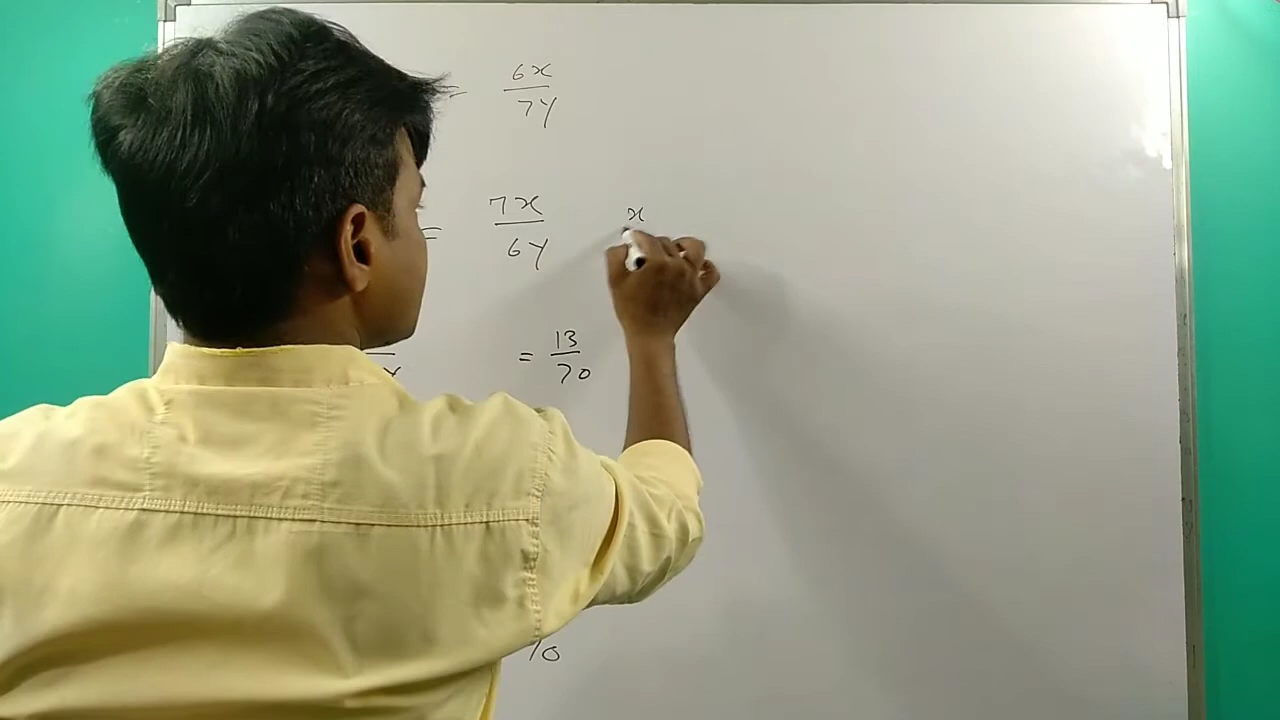 = 6x
7y
= 7x x
6y
= 13
70
70